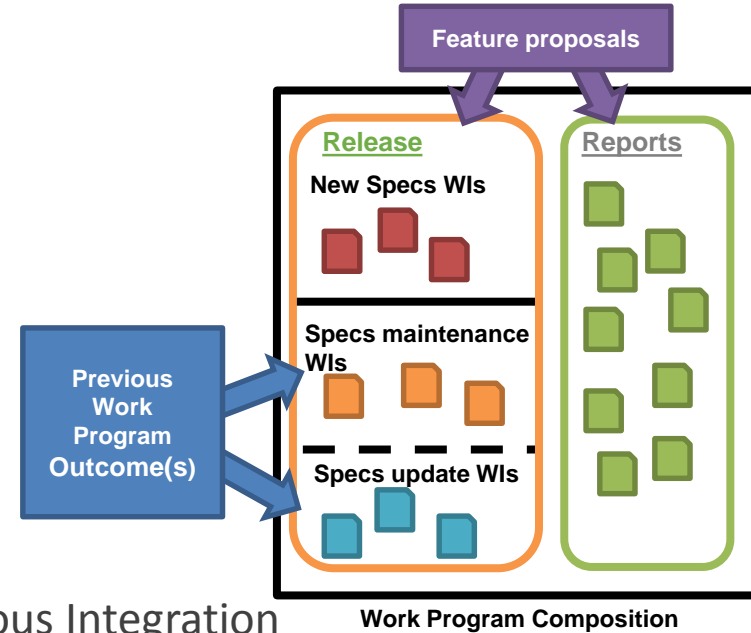 Feature proposals
Release
Reports
New Specs WIs
Specs maintenance
WIs
Previous
Work
Program
Outcome(s)
Specs update WIs
Integration
Work Program Composition